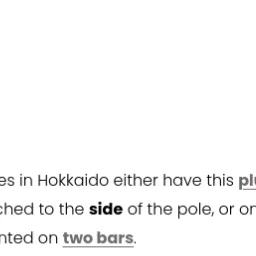 es in Hokkaido either have this pl
ched to the side of the pole, or on
nted on two bars.